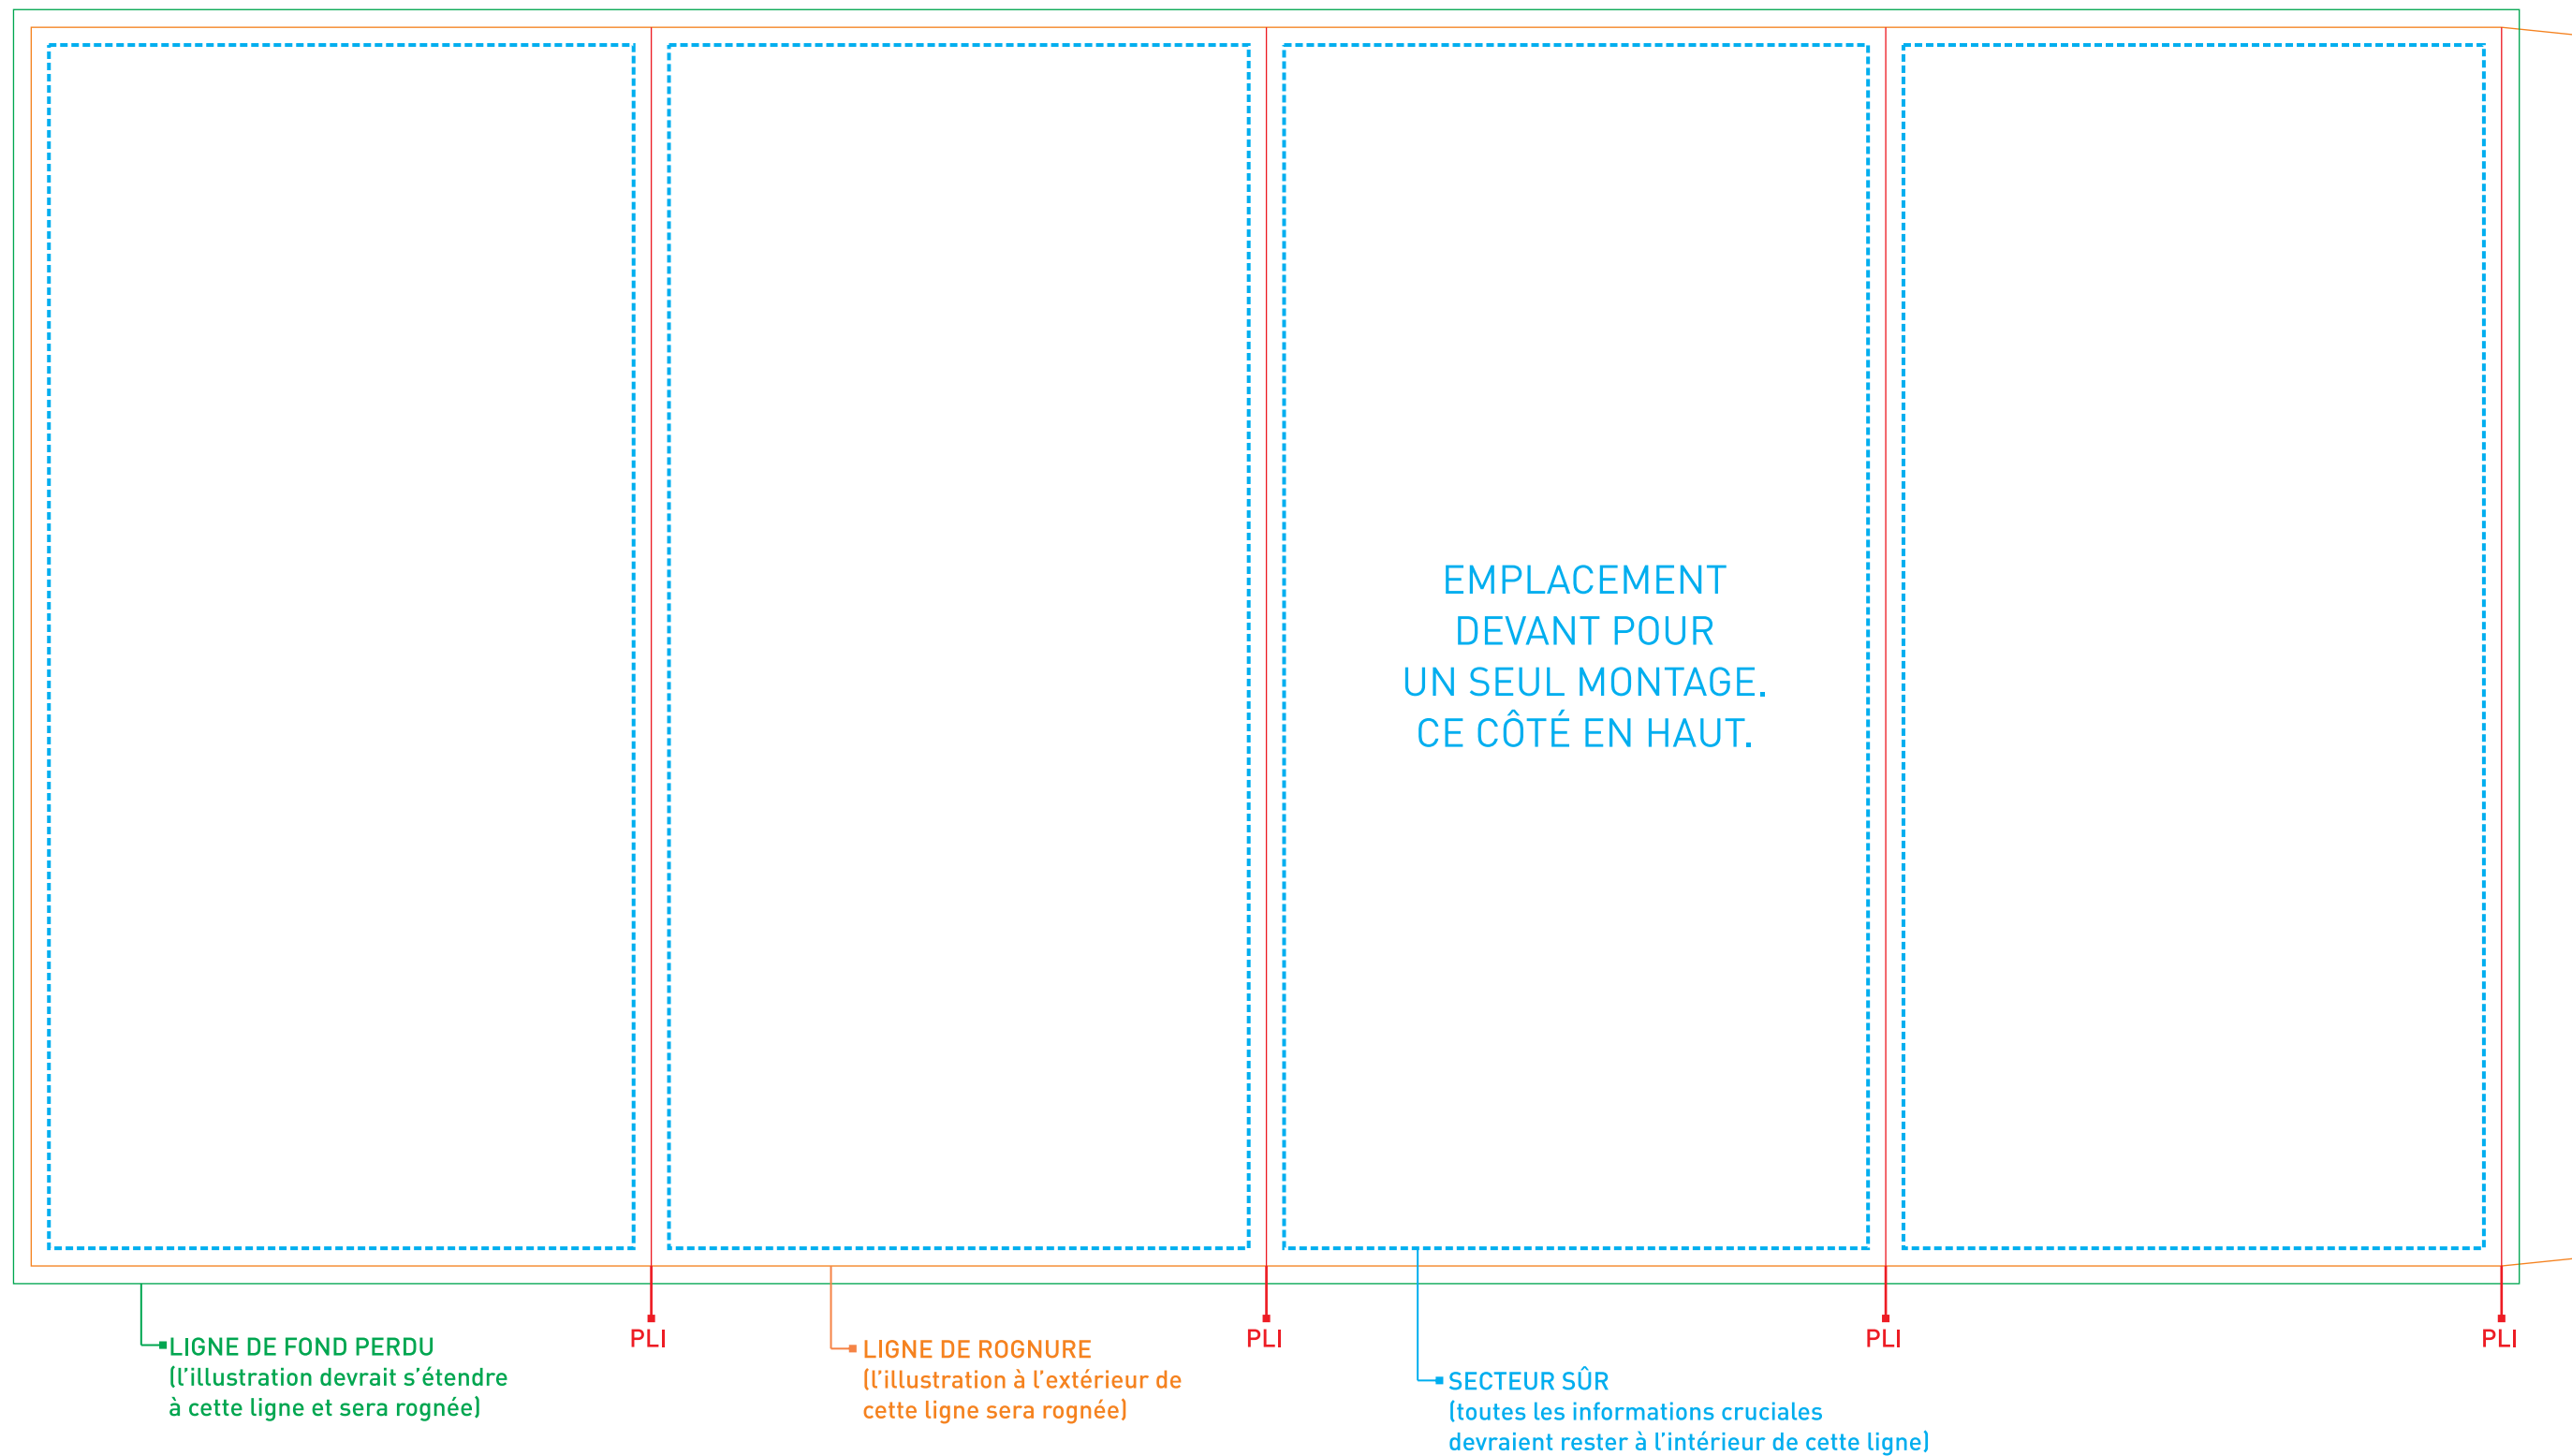 EMPLACEMENT
DEVANT POUR
UN SEUL MONTAGE.
CE CÔTÉ EN HAUT.
PLI
PLI
PLI
PLI
LIGNE DE FOND PERDU
(l’illustration devrait s’étendre
à cette ligne et sera rognée)
LIGNE DE ROGNURE
(l’illustration à l’extérieur de
cette ligne sera rognée)
SECTEUR SÛR
(toutes les informations cruciales
devraient rester à l’intérieur de cette ligne)